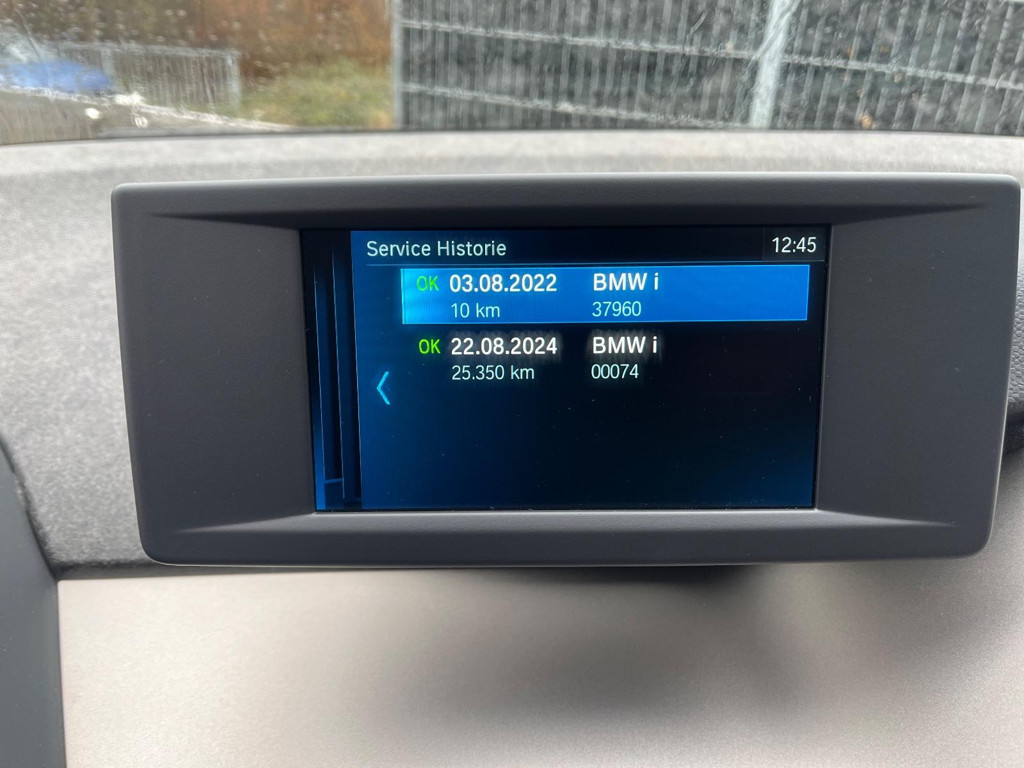 Service Historie 12:45
OK 03.08.2022 BMW i
10 km 37960
OK 22.08.2024 BMW i
25.350 km 00074